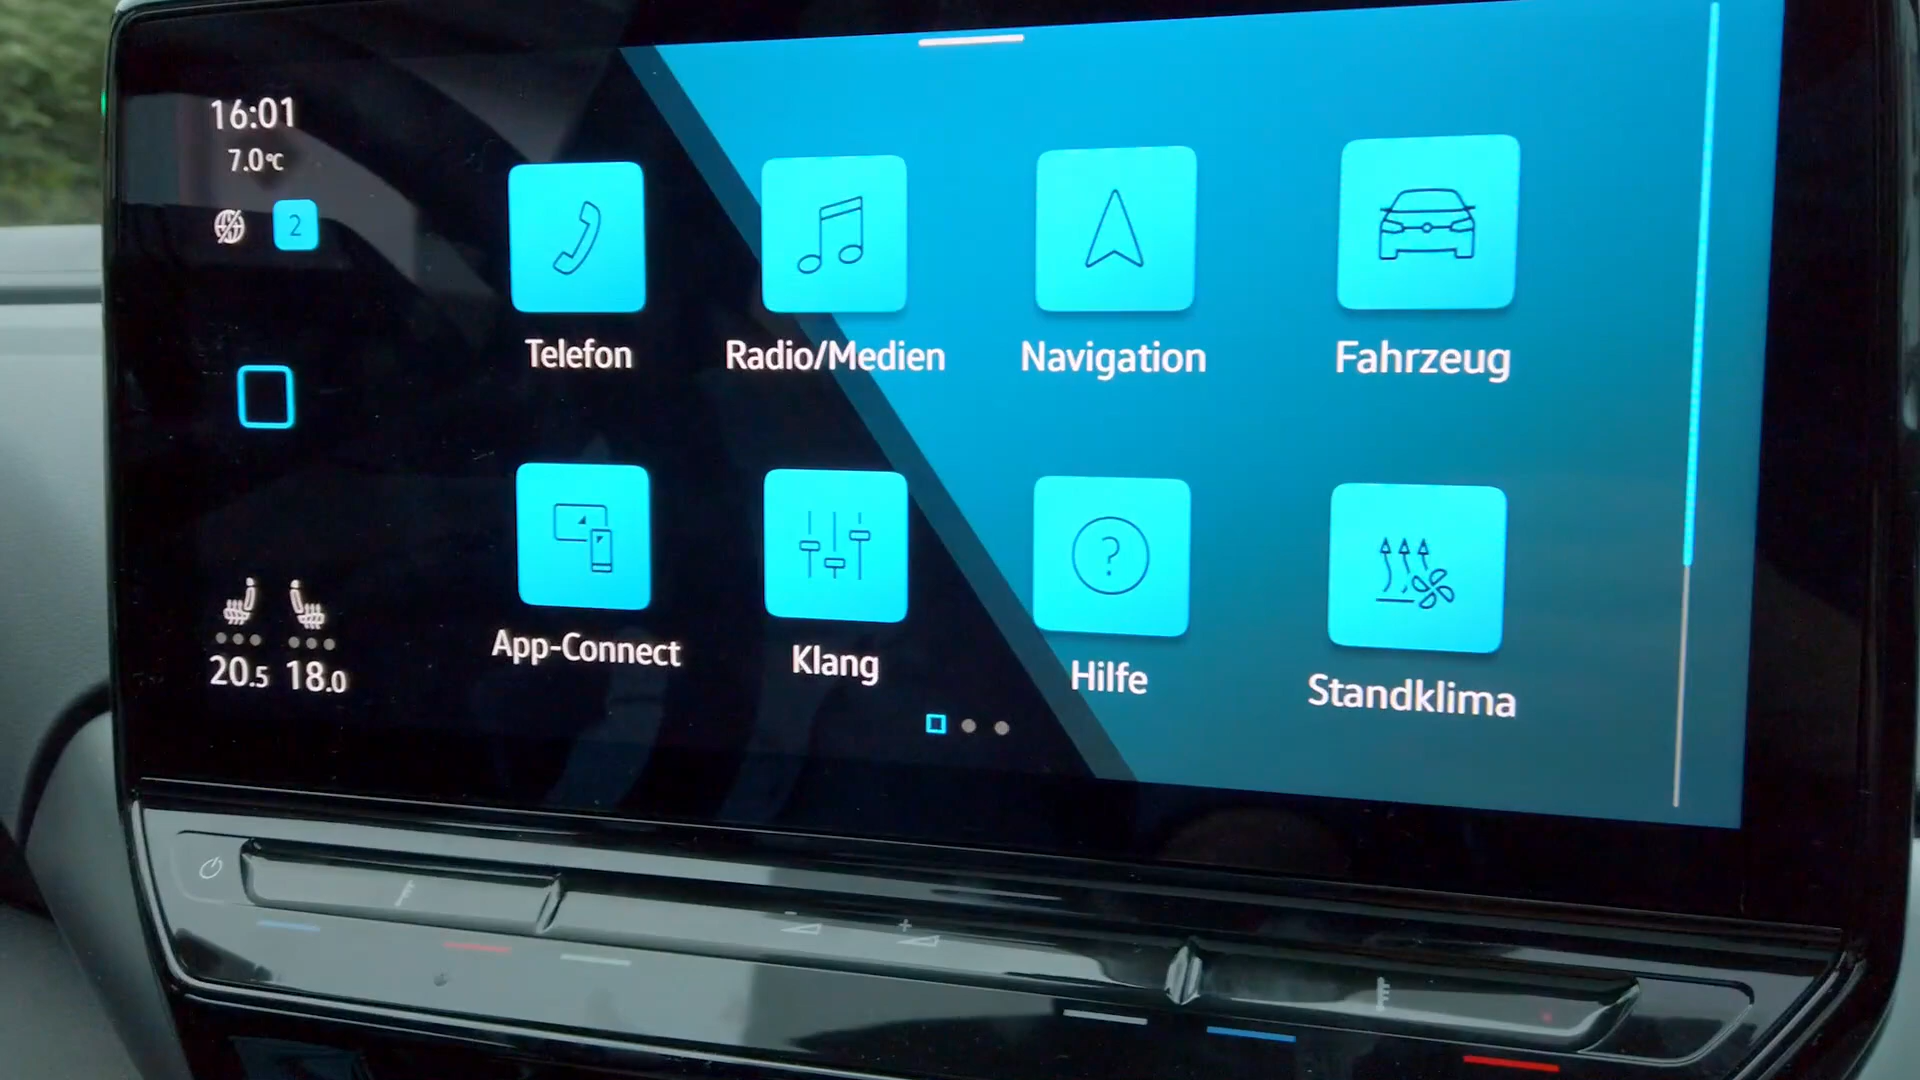 16:01
7.0°C
2
Telefon
Radio/Medien
Navigation
Fahrzeug
App-Connect
Klang
Hilfe
Standklima
20.5 18.0